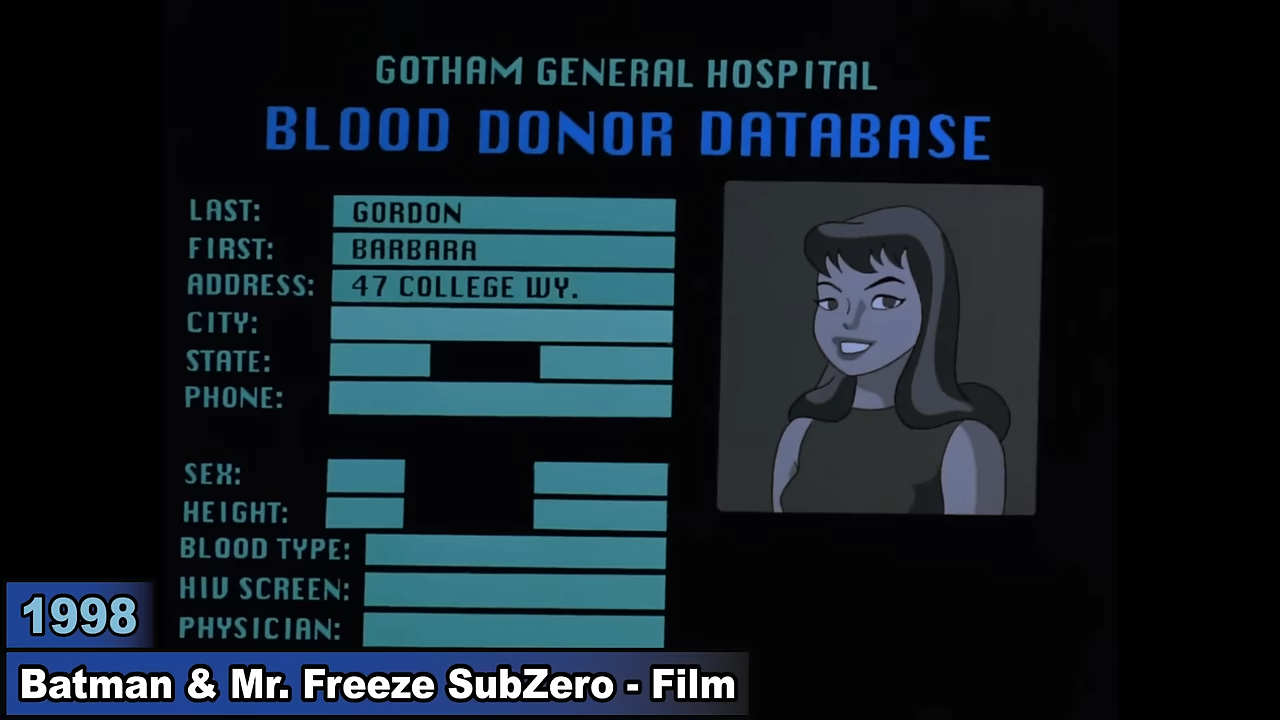 GOTHAM GENERAL HOSPITAL
BLOOD DONOR DATABASE
LAST: GORDON
FIRST: BARBARA
ADDRESS: 47 COLLEGE WY.
CITY:
STATE:
PHONE:
SEX:
HEIGHT:
BLOOD TYPE:
HIV SCREEN:
PHYSICIAN:
1998
Batman & Mr. Freeze SubZero - Film